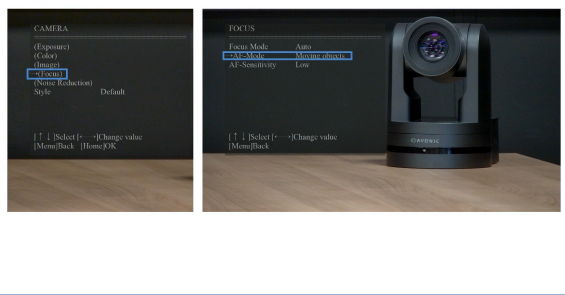 CAMERA
(Exposure)
(Color)
(Image)
→(Focus)
(Noise Reduction)
Style Default
[↑ ↓ ]Select [← →]Change value
[Menu]Back [Home]OK
FOCUS
Focus Mode Auto
→AF-Mode Moving objects
AF-Sensitivity Low
[↑ ↓ ]Select [← →]Change value
[Menu]Back
AVONIC